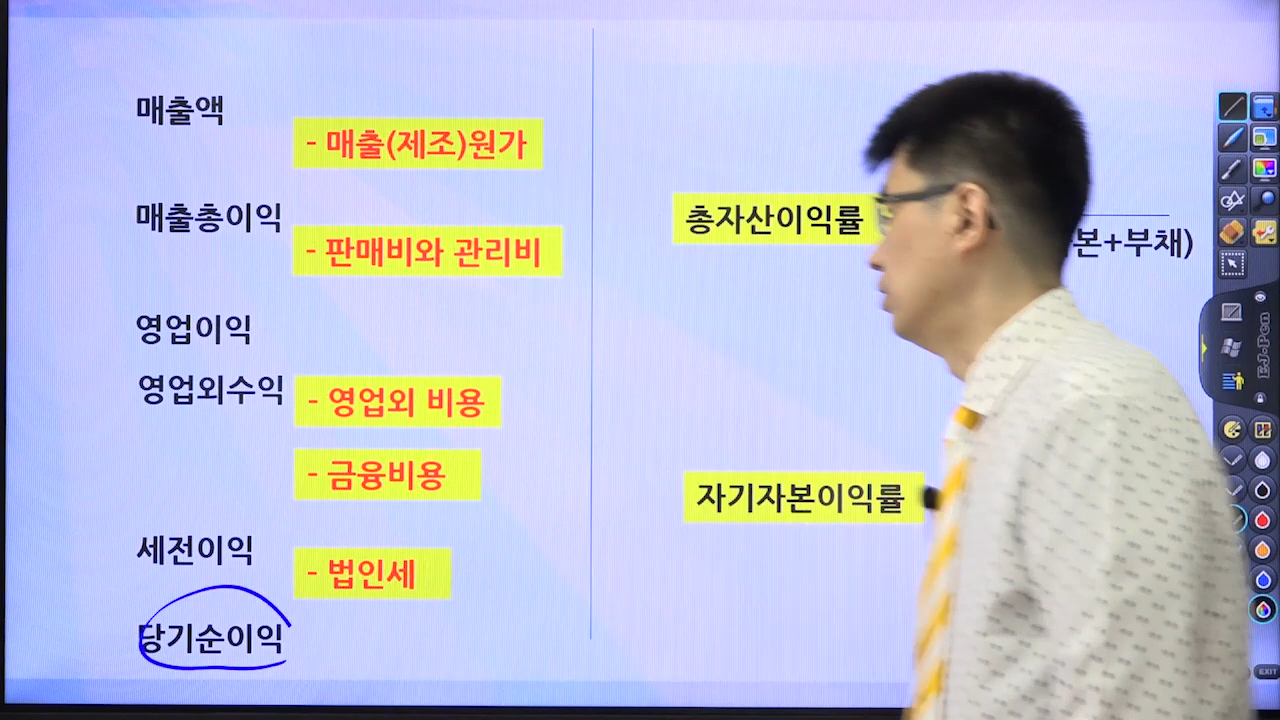 매출액
- 매출(제조)원가
매출총이익
- 판매비와 관리비
영업이익
영업외수익
- 영업외 비용
- 금융비용
세전이익
- 법인세
당기순이익
총자산이익률
본+부채)
자기자본이익률
EJ-Pen
EXIT